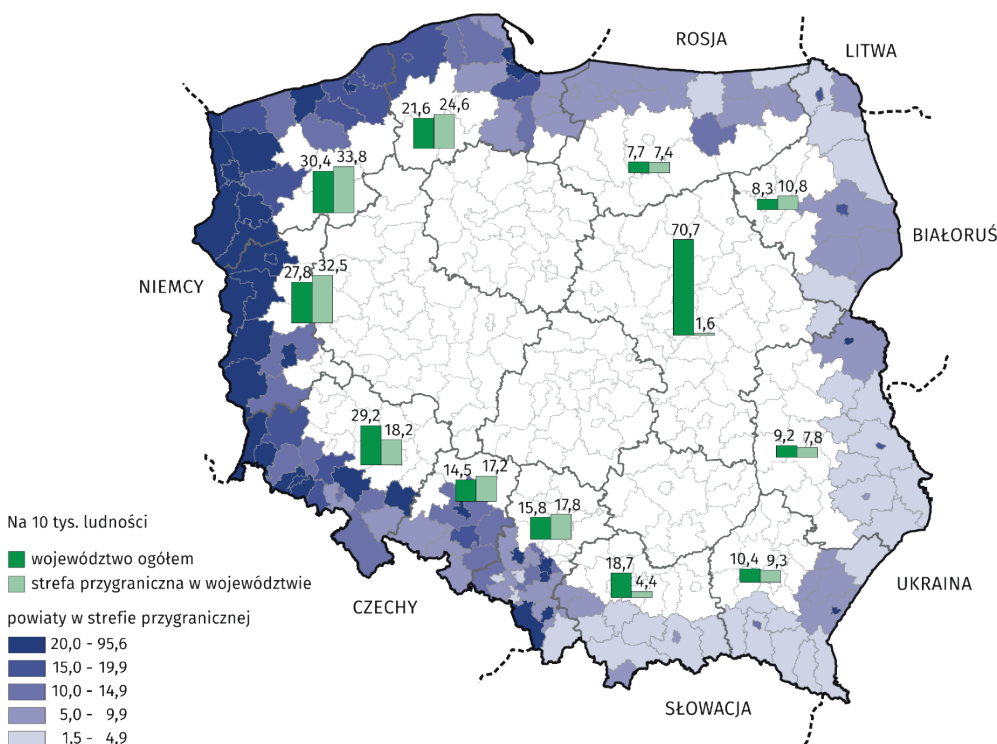 ROSJA
LITWA
21,6 24,6
30,4 33,8
7,7 7,4
8,3 10,8
70,7
BIAŁORUŚ
NIEMCY
27,8 32,5
1,6
29,2
18,2
9,2 7,8
14,5 17,2
15,8 17,8
Na 10 tys. ludności
województwo ogółem
18,7
4,4
10,4 9,3
strefa przygraniczna w województwie
UKRAINA
CZECHY
powiaty w strefie przygranicznej
20,0 - 95,6
15,0 - 19,9
10,0 - 14,9
SŁOWACJA
5,0 - 9,9
1,5 - 4,9